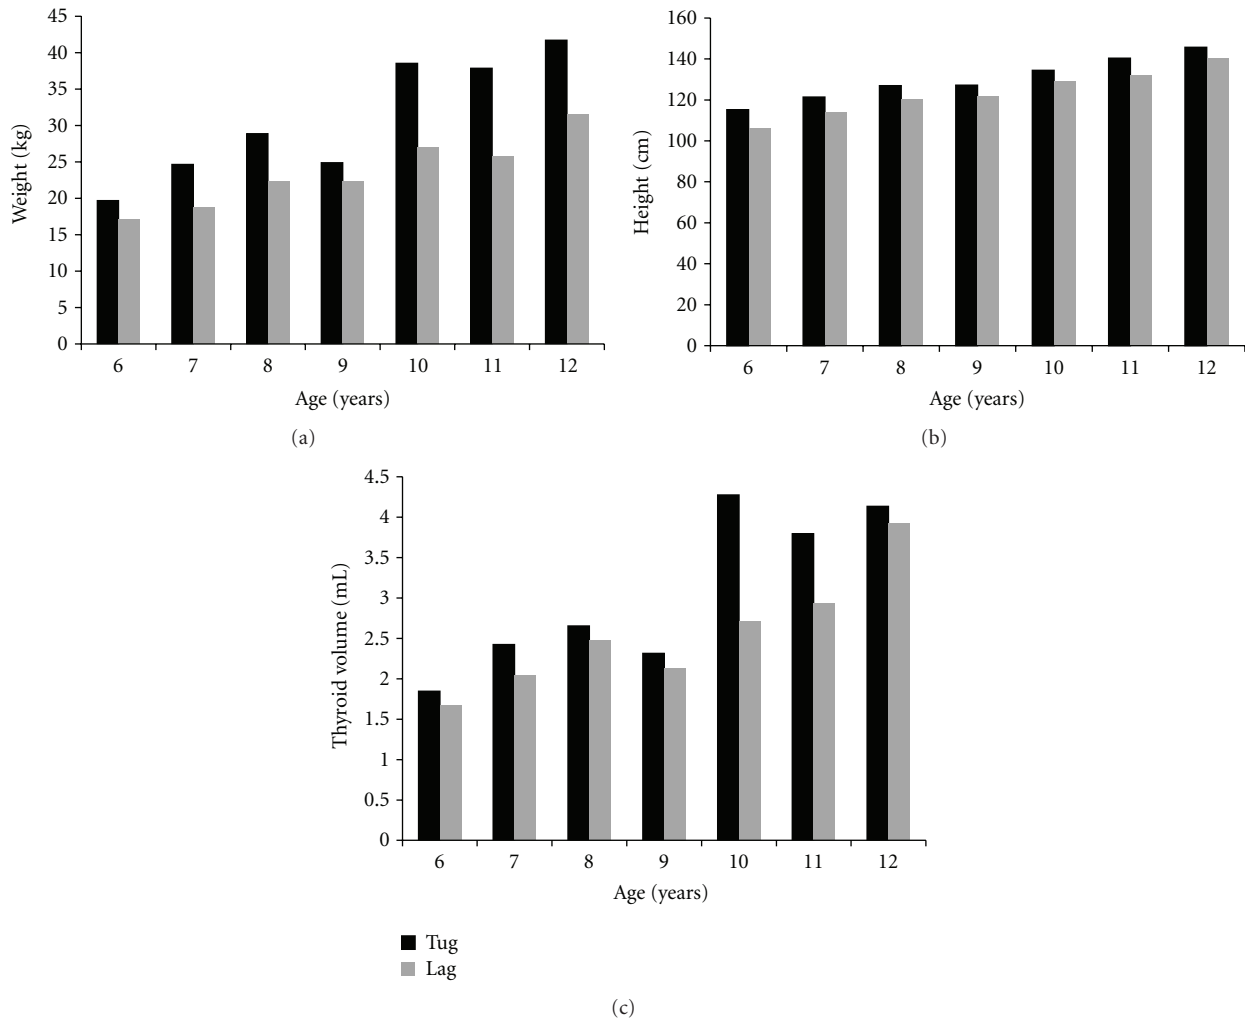 45
40
35
30
25
20
15
10
5
0
Weight (kg)
6 7 8 9 10 11 12
Age (years)
(a)
160
140
120
100
80
60
40
20
0
Height (cm)
6 7 8 9 10 11 12
Age (years)
(b)
4.5
4
3.5
3
2.5
2
1.5
1
0.5
0
Thyroid volume (mL)
6 7 8 9 10 11 12
Age (years)
Tug
Lag
(c)